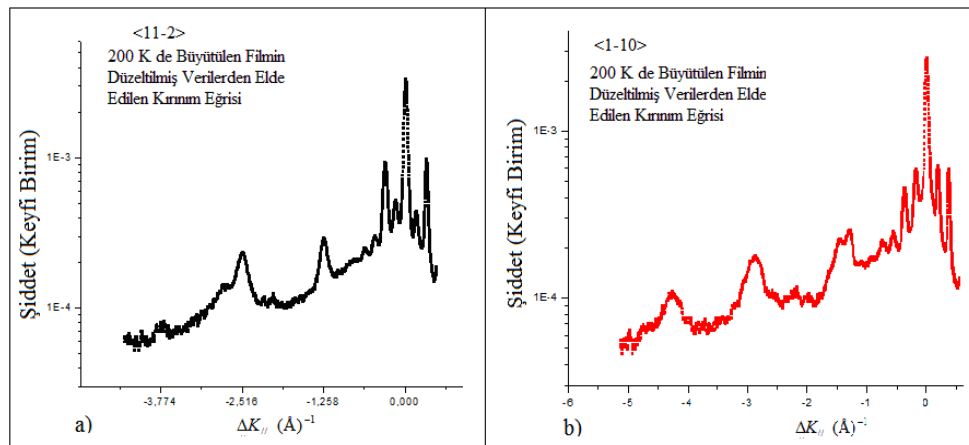 <11-2>
200 K de Büyütülen Filmin
Düzeltilmiş Verilerden Elde
Edilen Kırınım Eğrisi
Şiddet (Keyfi Birim)
1E-3
1E-4
-3,774
-2,516
-1,258
0,000
a)
ΔK// (Å)⁻¹
<1-10>
200 K de Büyütülen Filmin
Düzeltilmiş Verilerden Elde
Edilen Kırınım Eğrisi
Şiddet (Keyfi Birim)
1E-3
1E-4
-6
-5
-4
-3
-2
-1
0
b)
ΔK// (Å)⁻¹